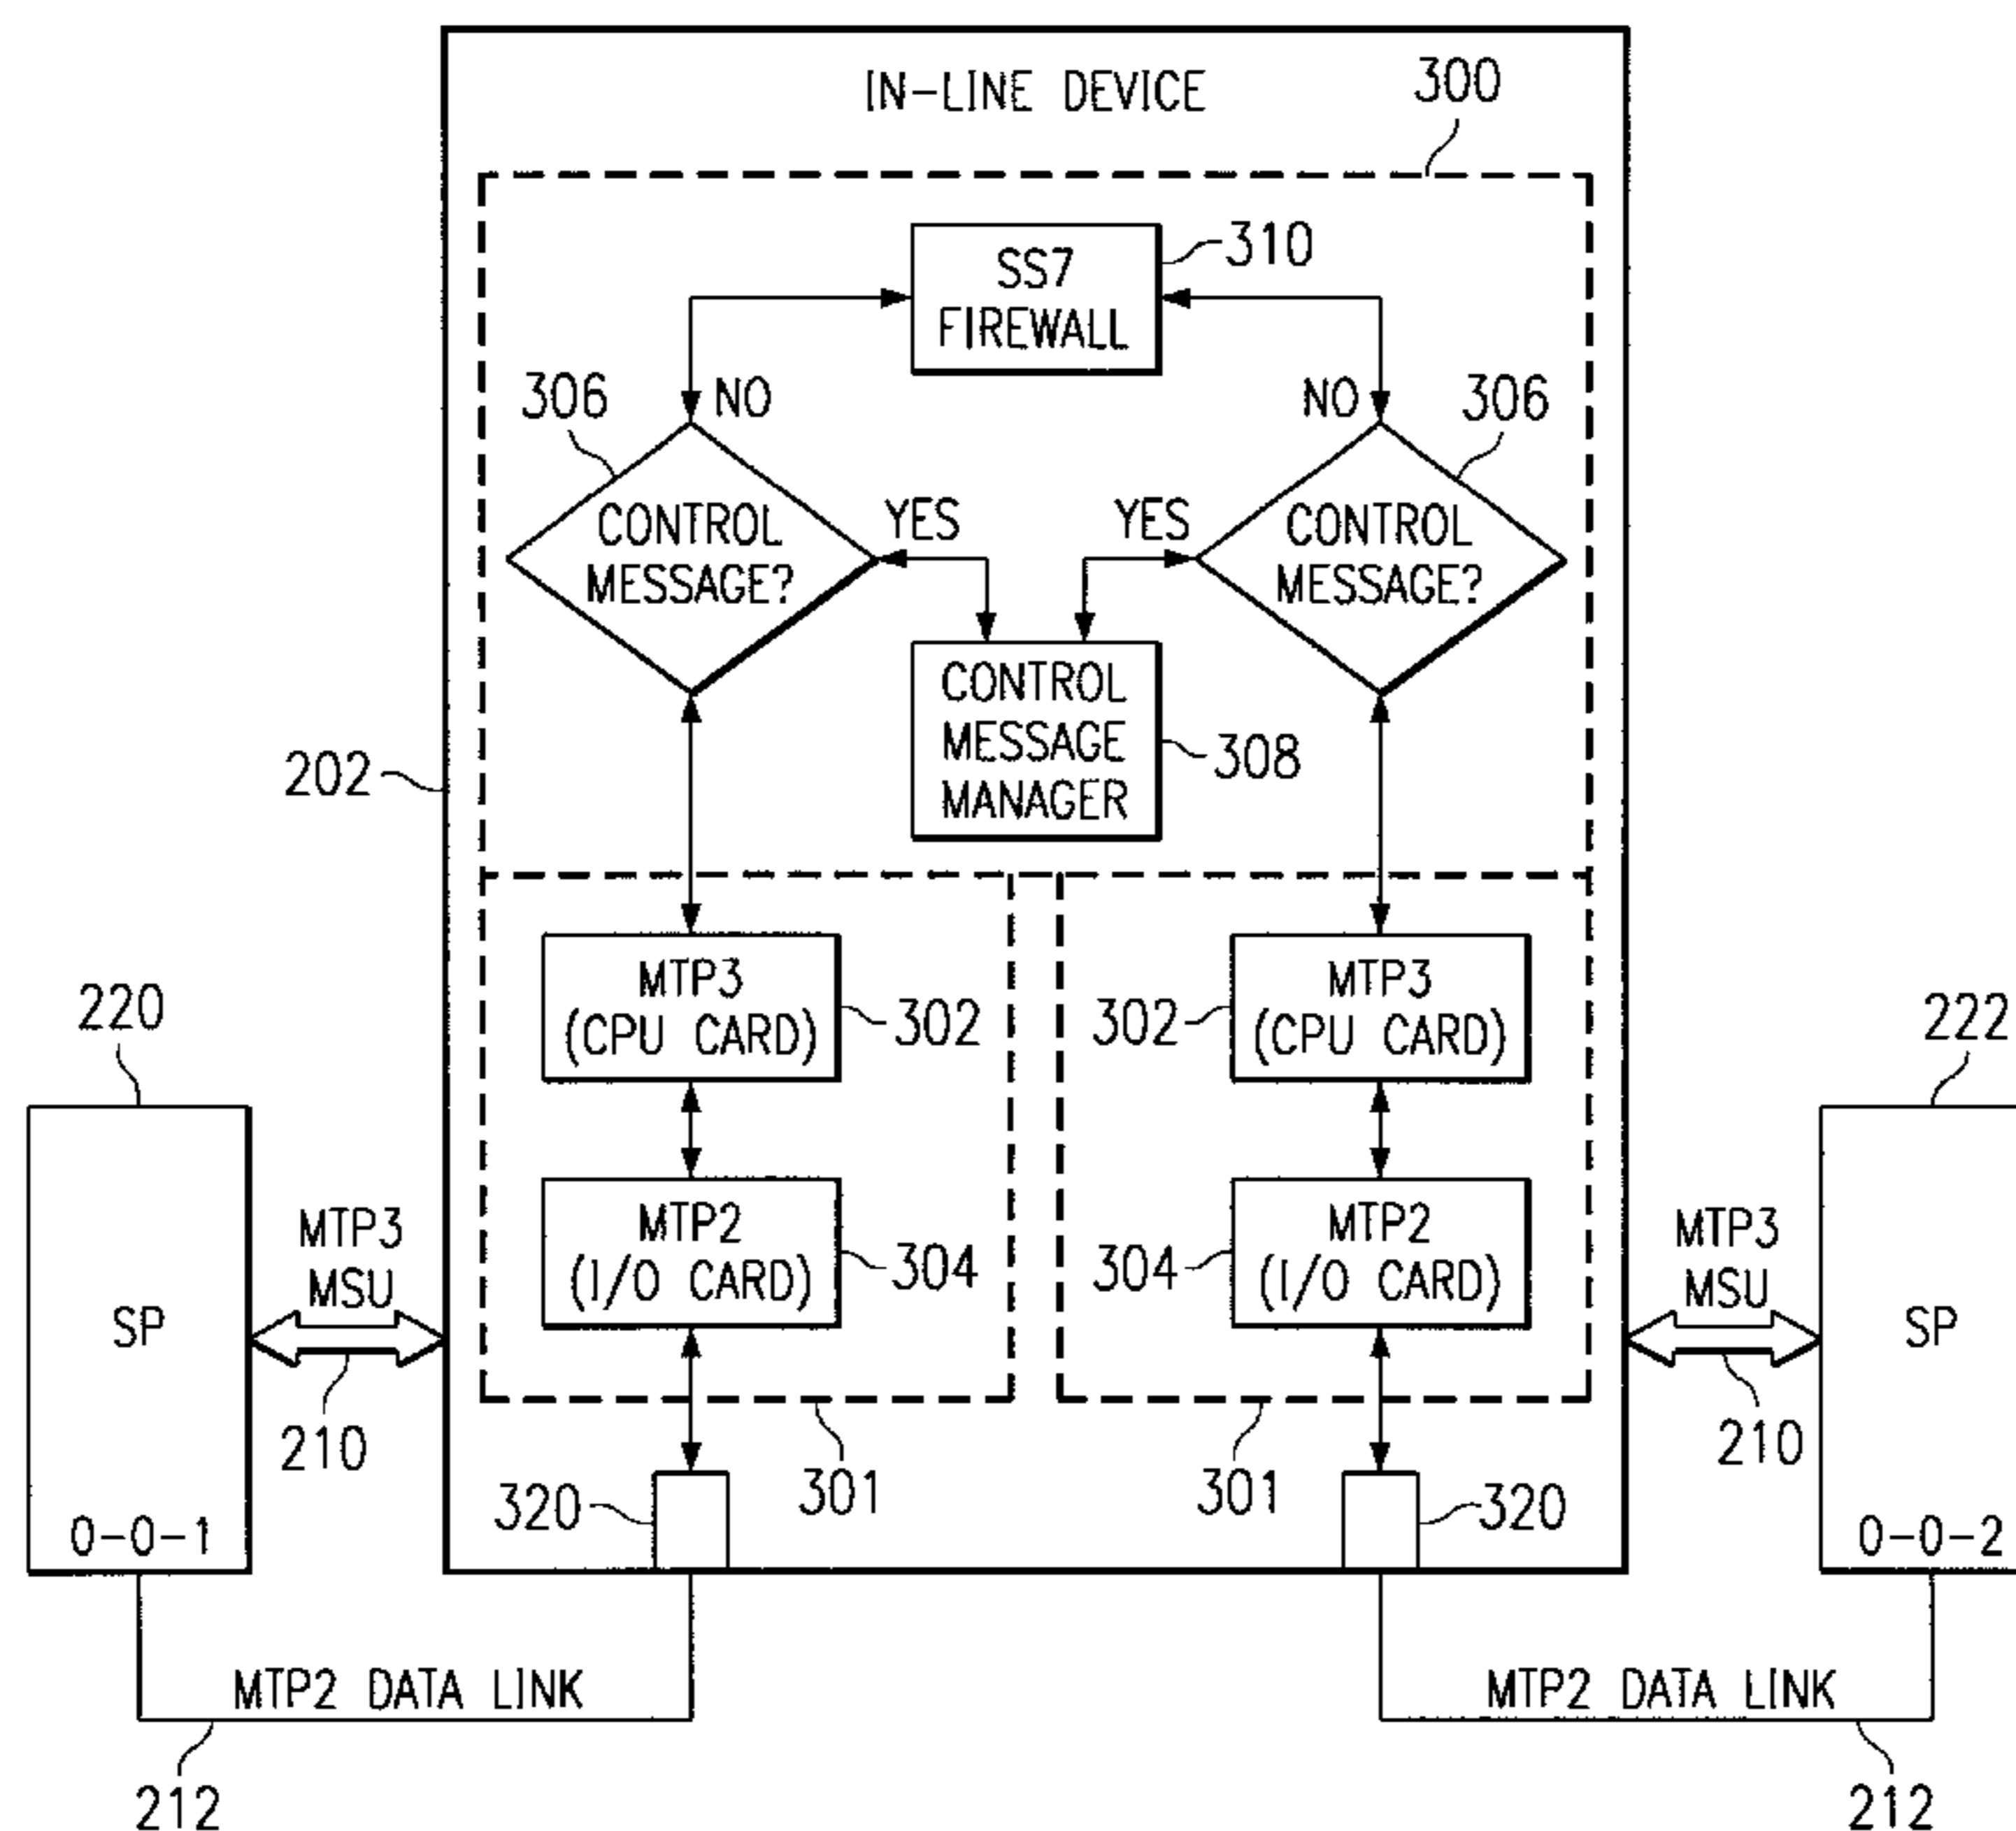 IN-LINE DEVICE
300
SS7
FIREWALL
310
306
NO
NO
306
CONTROL
MESSAGE?
YES
YES
CONTROL
MESSAGE?
CONTROL
MESSAGE
MANAGER
308
202
MTP3
(CPU CARD)
302
302
MTP3
(CPU CARD)
220
222
MTP2
(I/O CARD)
304
304
MTP2
(I/O CARD)
MTP3
MSU
MTP3
MSU
SP
SP
210
210
301
301
320
320
0-0-1
0-0-2
MTP2 DATA LINK
MTP2 DATA LINK
212
212